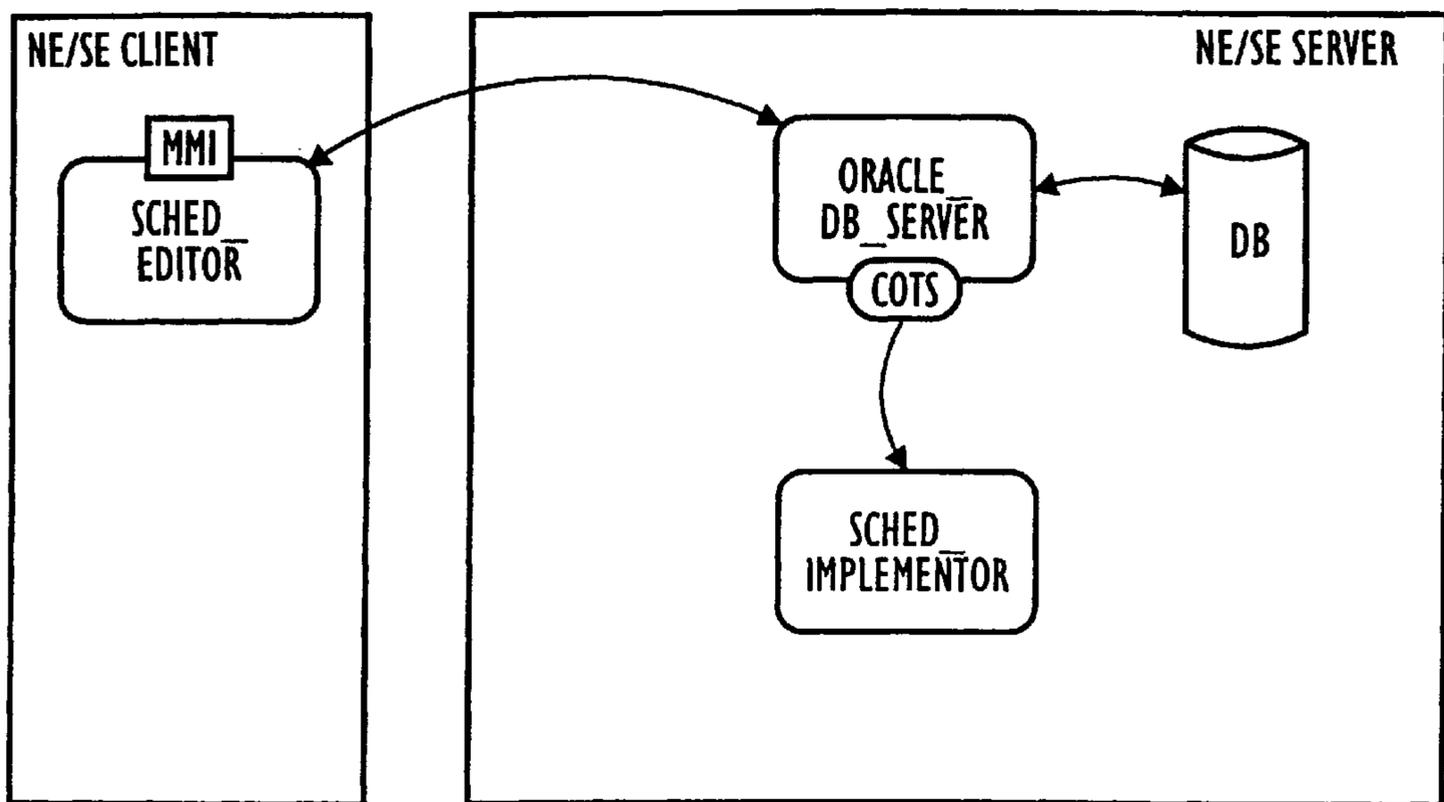 NE/SE CLIENT
MMI
SCHED_
EDITOR
NE/SE SERVER
ORACLE_
DB_SERVER
COTS
DB
SCHED_
IMPLEMENTOR